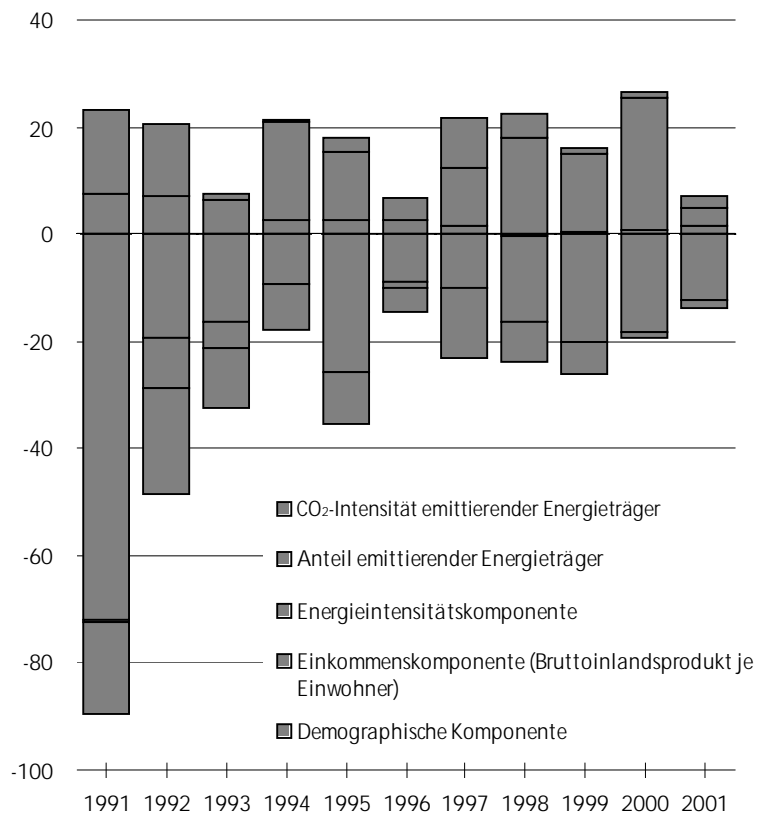 40
20
0
-20
-40
-60
-80
-100
CO₂-Intensität emittierender Energieträger
Anteil emittierender Energieträger
Energieintensitätskomponente
Einkommenskomponente (Bruttoinlandsprodukt je
Einwohner)
Demographische Komponente
1991 1992 1993 1994 1995 1996 1997 1998 1999 2000 2001